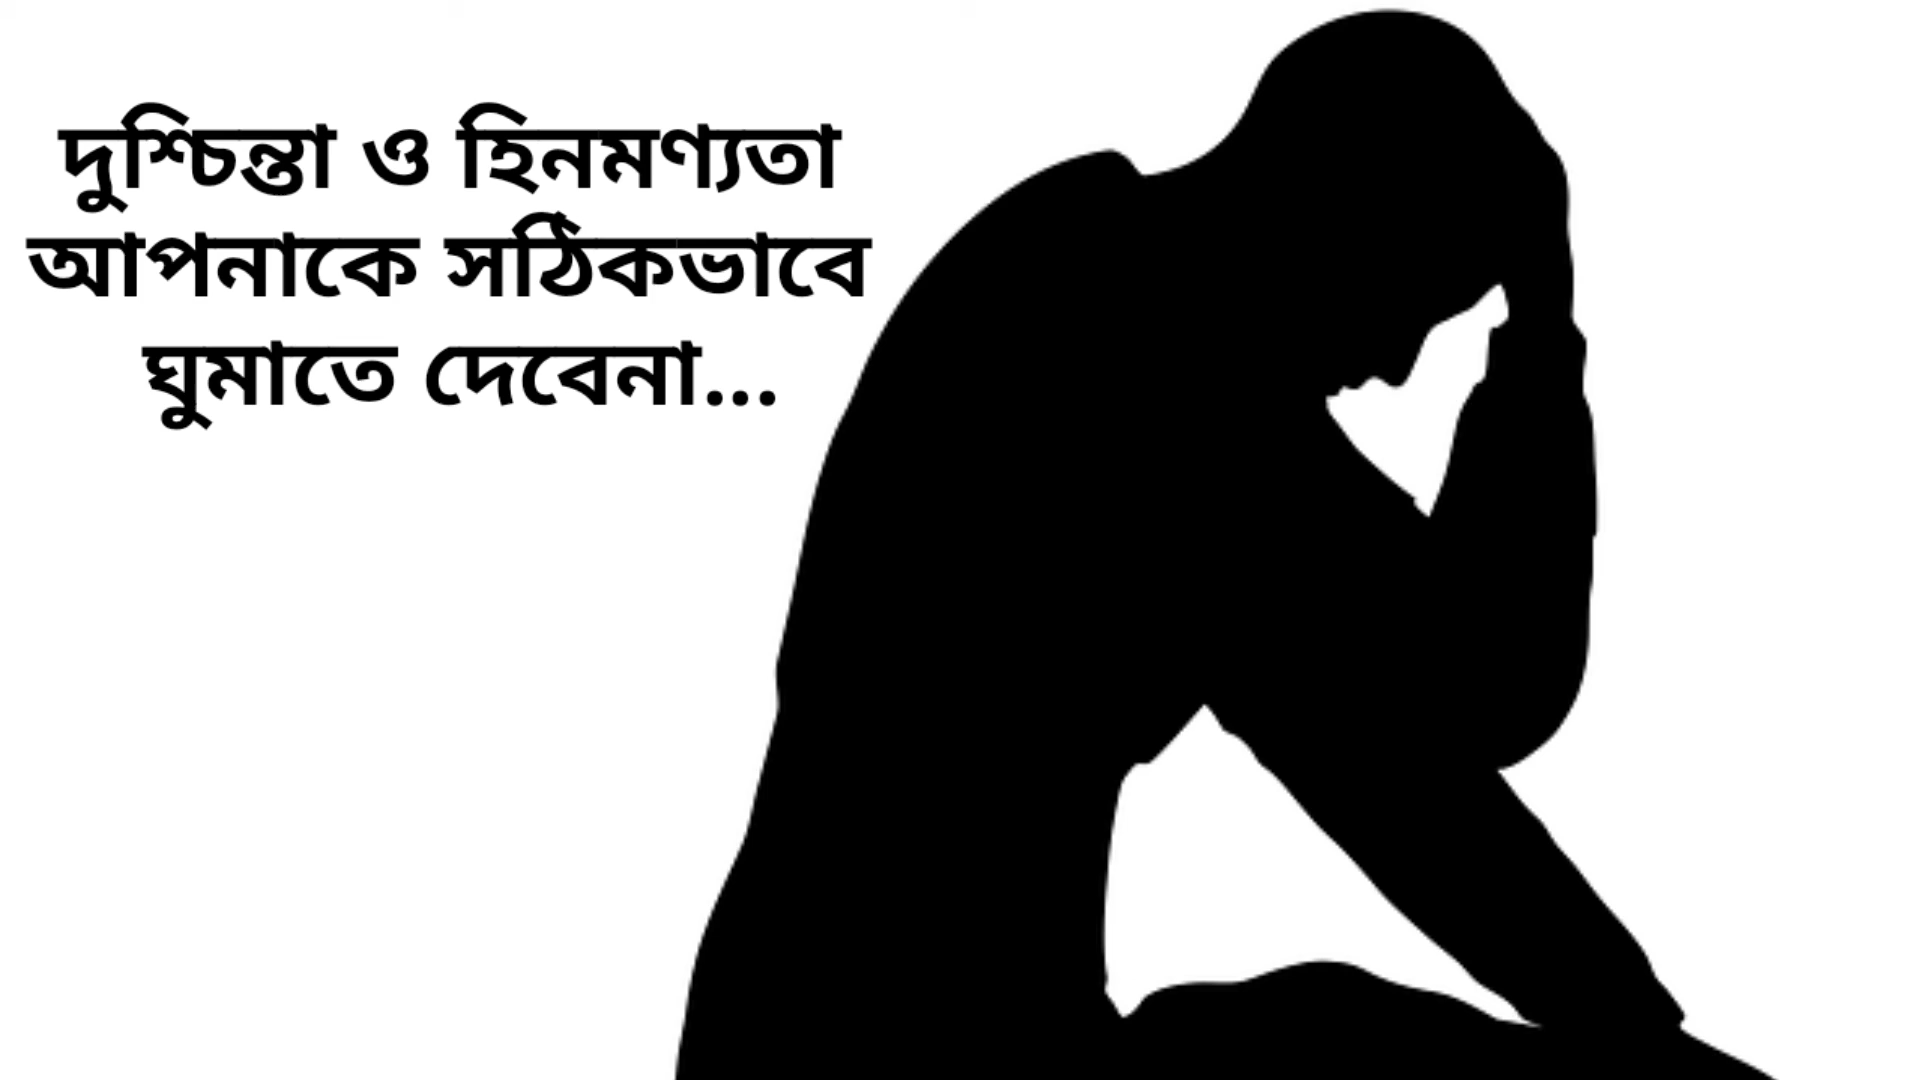 দুশ্চিন্তা ও হিনমণ্যতা
আপনাকে সঠিকভাবে
ঘুমাতে দেবেনা...